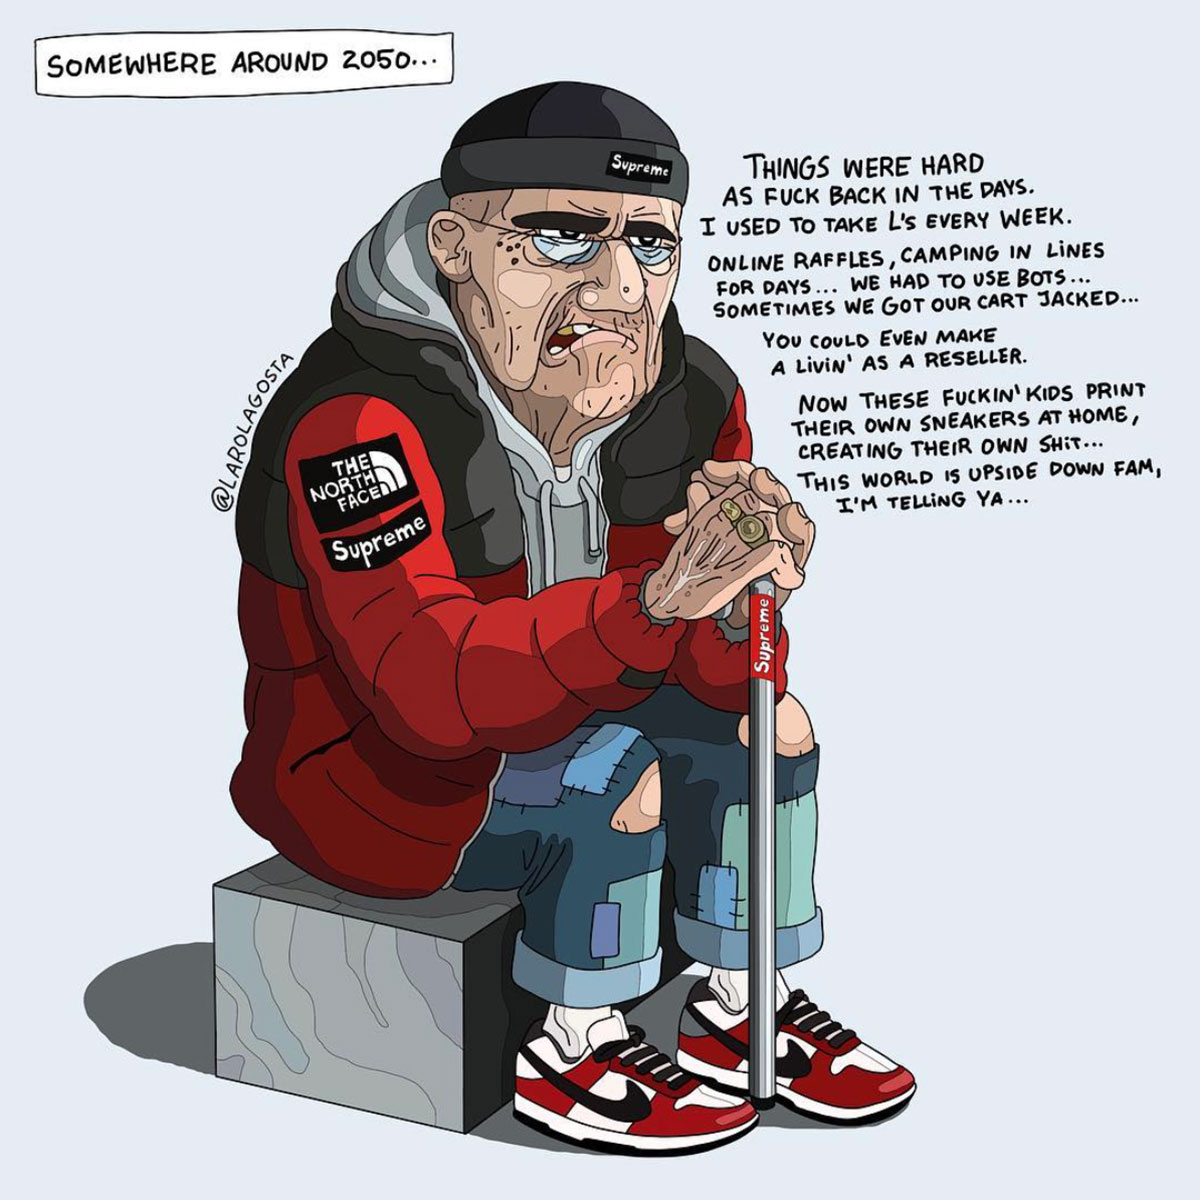 SOMEWHERE AROUND 2050...
Supreme
THINGS WERE HARD
AS FUCK BACK IN THE DAYS.
I USED TO TAKE L'S EVERY WEEK.
ONLINE RAFFLES, CAMPING IN LINES
FOR DAYS... WE HAD TO USE BOTS...
SOMETIMES WE GOT OUR CART JACKED...
YOU COULD EVEN MAKE
A LIVIN' AS A RESELLER.
NOW THESE FUCKIN' KIDS PRINT
THEIR OWN SNEAKERS AT HOME,
CREATING THEIR OWN SHIT...
THIS WORLD IS UPSIDE DOWN FAM,
I'M TELLING YA...
@LAROLAGOSTA
THE
NORTH
FACE
Supreme
Supreme